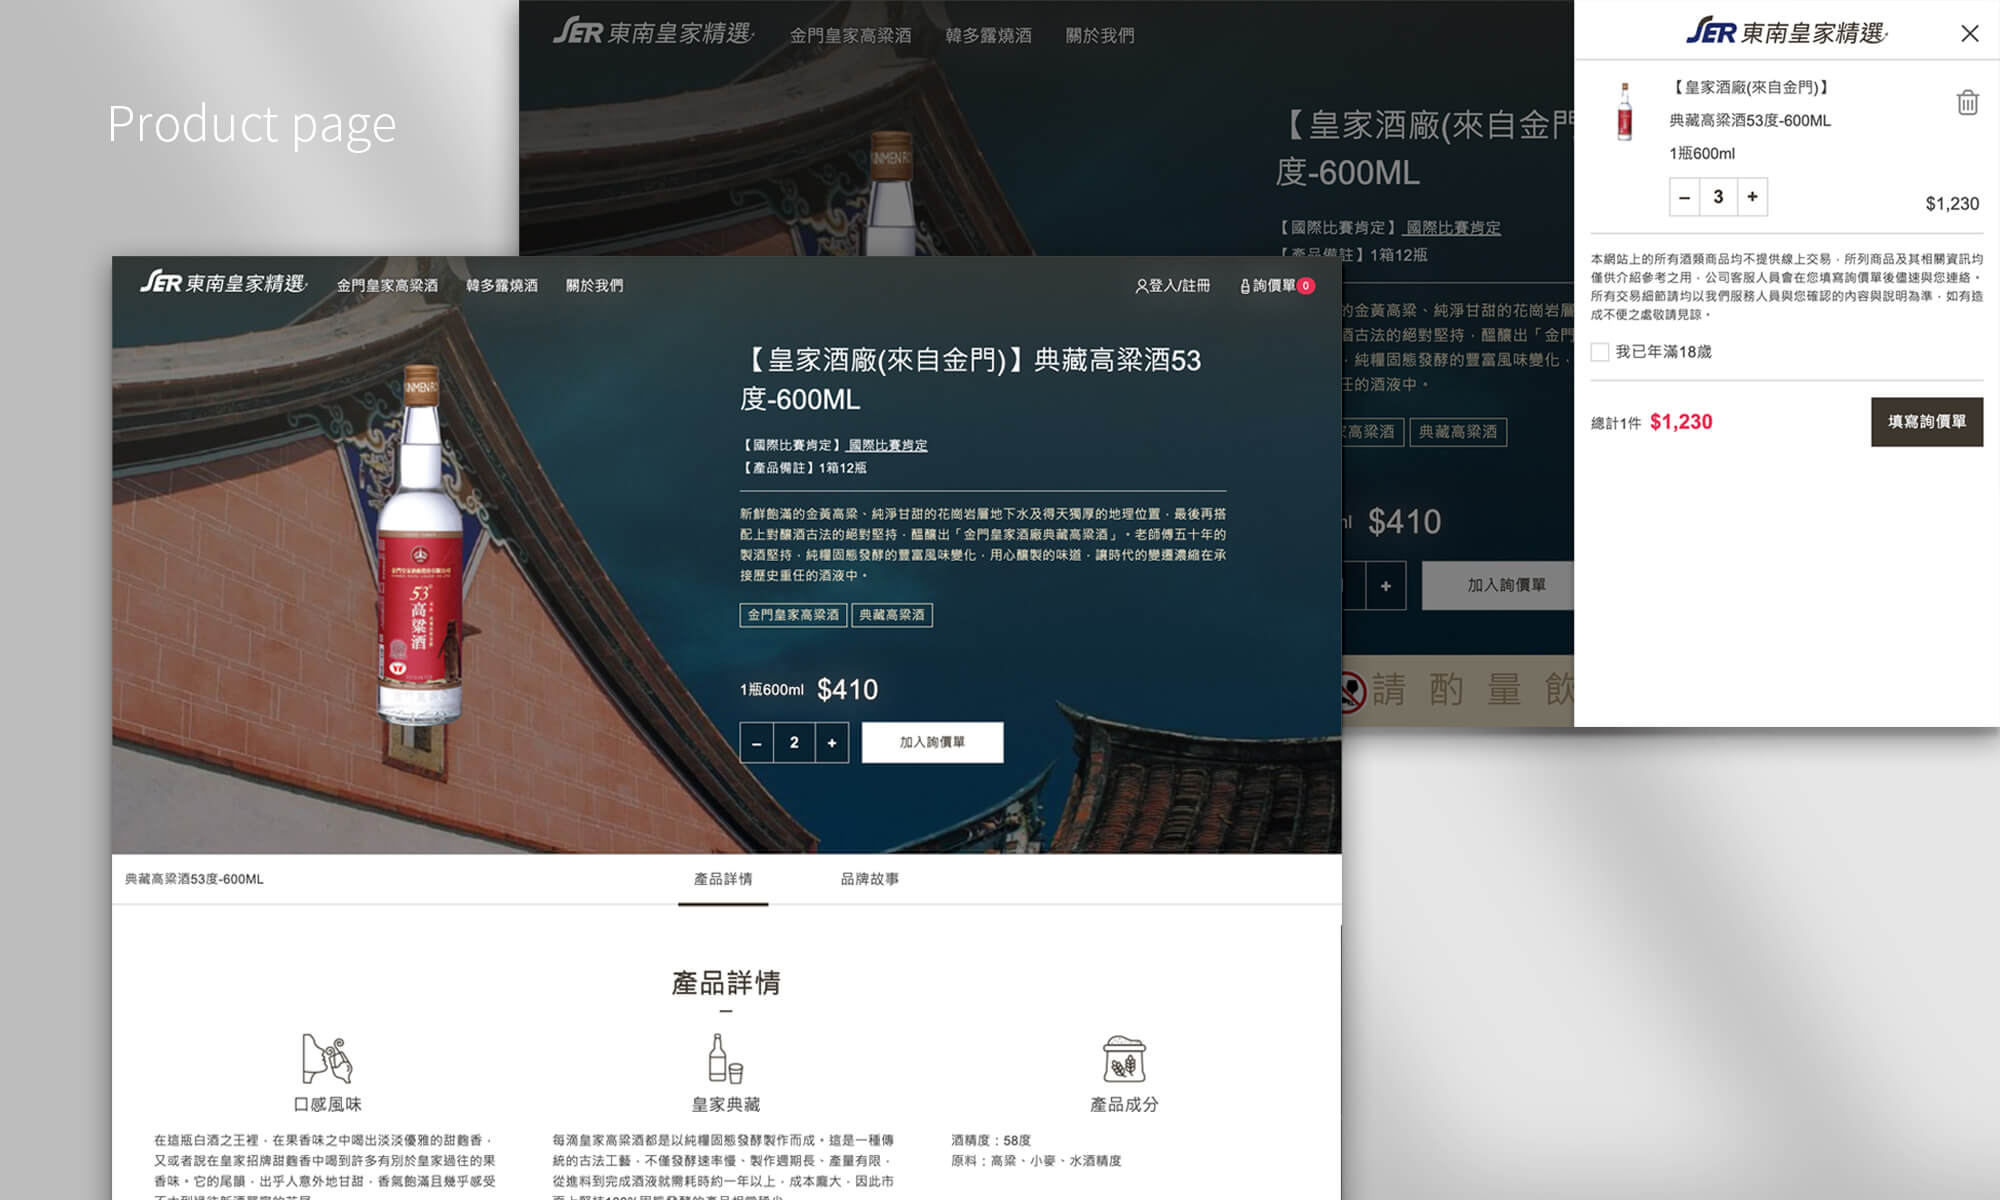 Product page
SER 東南皇家精選
金門皇家高粱酒
韓多露燒酒
關於我們
【皇家酒廠(來自金門
度-600ML
【國際比賽肯定】 國際比賽肯定
【產品備註】1箱12瓶
的金黃高粱、純淨甘甜的花崗岩層
酒古法的絕對堅持，醞釀出「金門
，純糧固態發酵的豐富風味變化，
任的酒液中。
高粱酒
典藏高粱酒
ml $410
+
加入詢價單
請酌量飲
SER 東南皇家精選
【皇家酒廠(來自金門)】
典藏高粱酒53度-600ML
1瓶600ml
– 3 +
$1,230
本網站上的所有酒類商品均不提供線上交易，所列商品及其相關資訊均
僅供介紹參考之用，公司客服人員會在您填寫詢價單後儘速與您連絡。
所有交易細節請均以我們服務人員與您確認的內容與說明為準，如有造
成不便之處敬請見諒。
我已年滿18歲
總計1件 $1,230
填寫詢價單
SER 東南皇家精選
金門皇家高粱酒
韓多露燒酒
關於我們
登入/註冊
詢價單 0
【皇家酒廠(來自金門)】典藏高粱酒53
度-600ML
【國際比賽肯定】 國際比賽肯定
【產品備註】1箱12瓶
新鮮飽滿的金黃高粱、純淨甘甜的花崗岩層地下水及得天獨厚的地理位置，最後再搭
配上對釀酒古法的絕對堅持，醞釀出「金門皇家酒廠典藏高粱酒」。老師傅五十年的
製酒堅持，純糧固態發酵的豐富風味變化，用心釀製的味道，讓時代的變遷濃縮在承
接歷史重任的酒液中。
金門皇家高粱酒
典藏高粱酒
1瓶600ml $410
– 2 +
加入詢價單
53°
高粱酒
典藏高粱酒53度-600ML
產品詳情
品牌故事
產品詳情
口感風味
在這瓶白酒之王裡，在果香味之中喝出淡淡優雅的甜麴香，
又或者說在皇家招牌甜麴香中喝到許多有別於皇家過往的果
香味。它的尾韻，出乎人意外地甘甜，香氣飽滿且幾乎感受
皇家典藏
每滴皇家高粱酒都是以純糧固態發酵製作而成。這是一種傳
統的古法工藝，不僅發酵速率慢、製作週期長、產量有限，
從進料到完成酒液就需耗時約一年以上，成本龐大，因此市
產品成分
酒精度：58度
原料：高粱、小麥、水酒精度